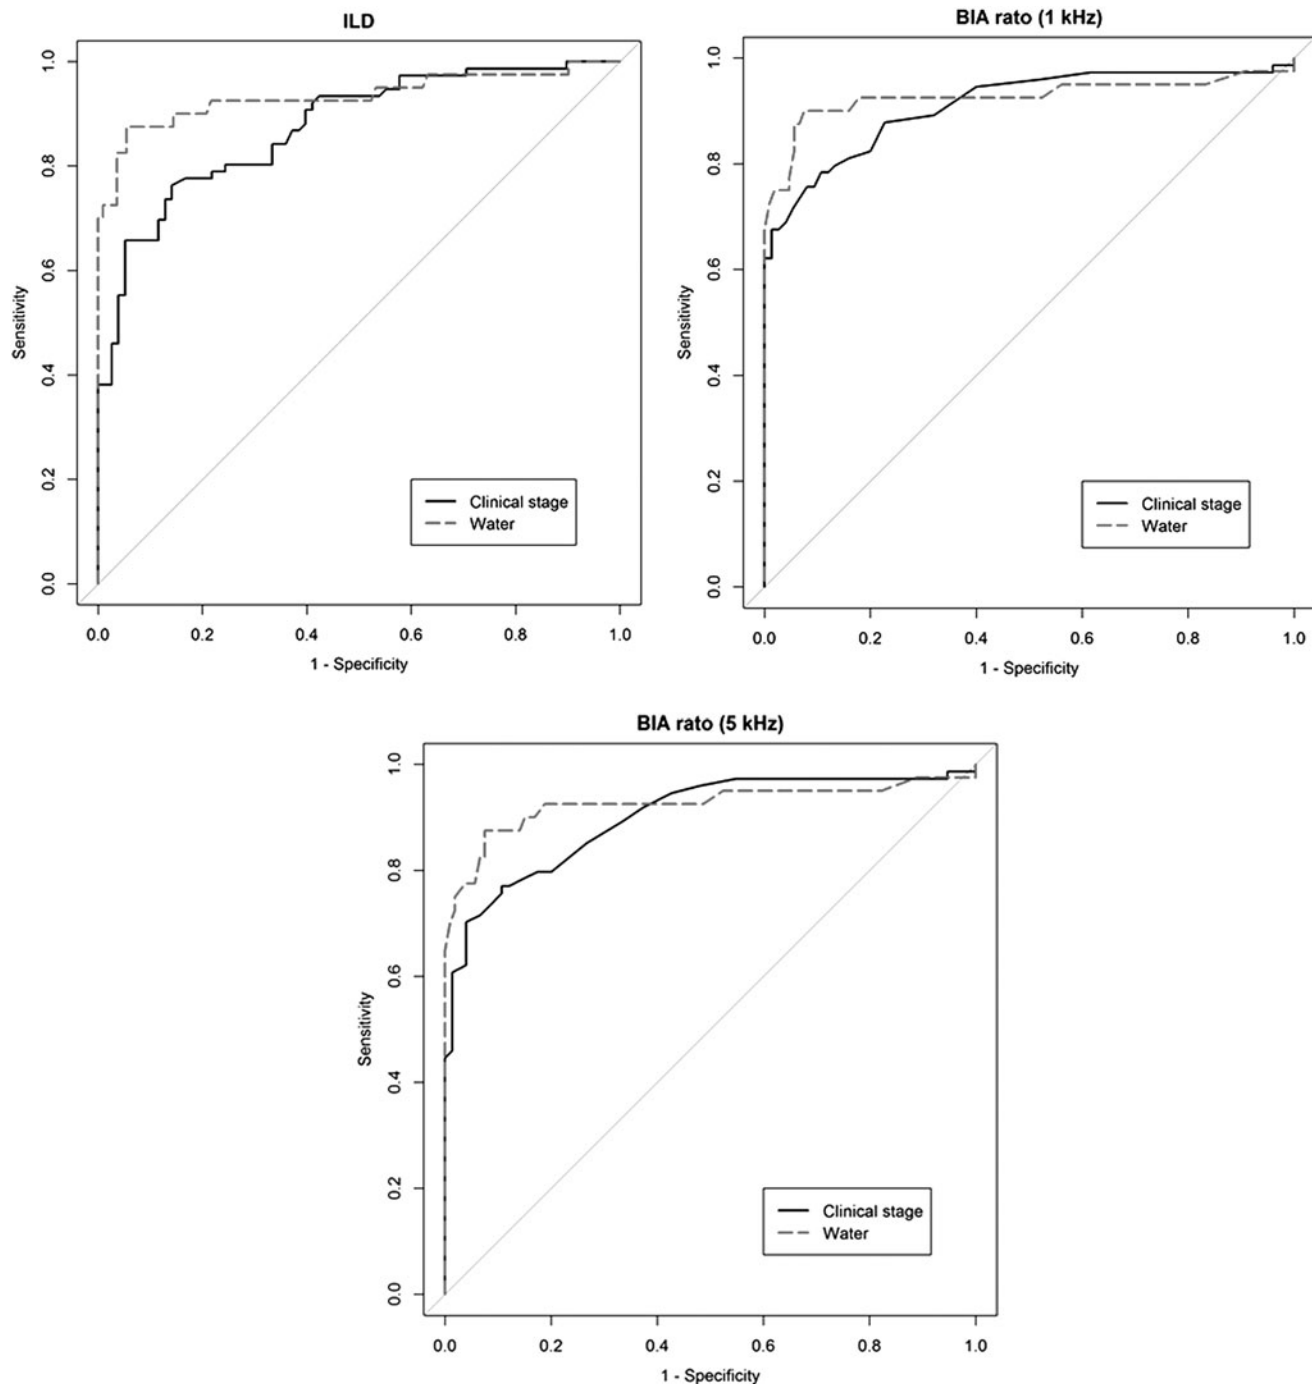 ILD
1.0
0.8
0.6
0.4
0.2
0.0
Sensitivity
Clinical stage
Water
0.0 0.2 0.4 0.6 0.8 1.0
1 - Specificity
BIA rato (1 kHz)
1.0
0.8
0.6
0.4
0.2
0.0
Sensitivity
Clinical stage
Water
0.0 0.2 0.4 0.6 0.8 1.0
1 - Specificity
BIA rato (5 kHz)
1.0
0.8
0.6
0.4
0.2
0.0
Sensitivity
Clinical stage
Water
0.0 0.2 0.4 0.6 0.8 1.0
1 - Specificity